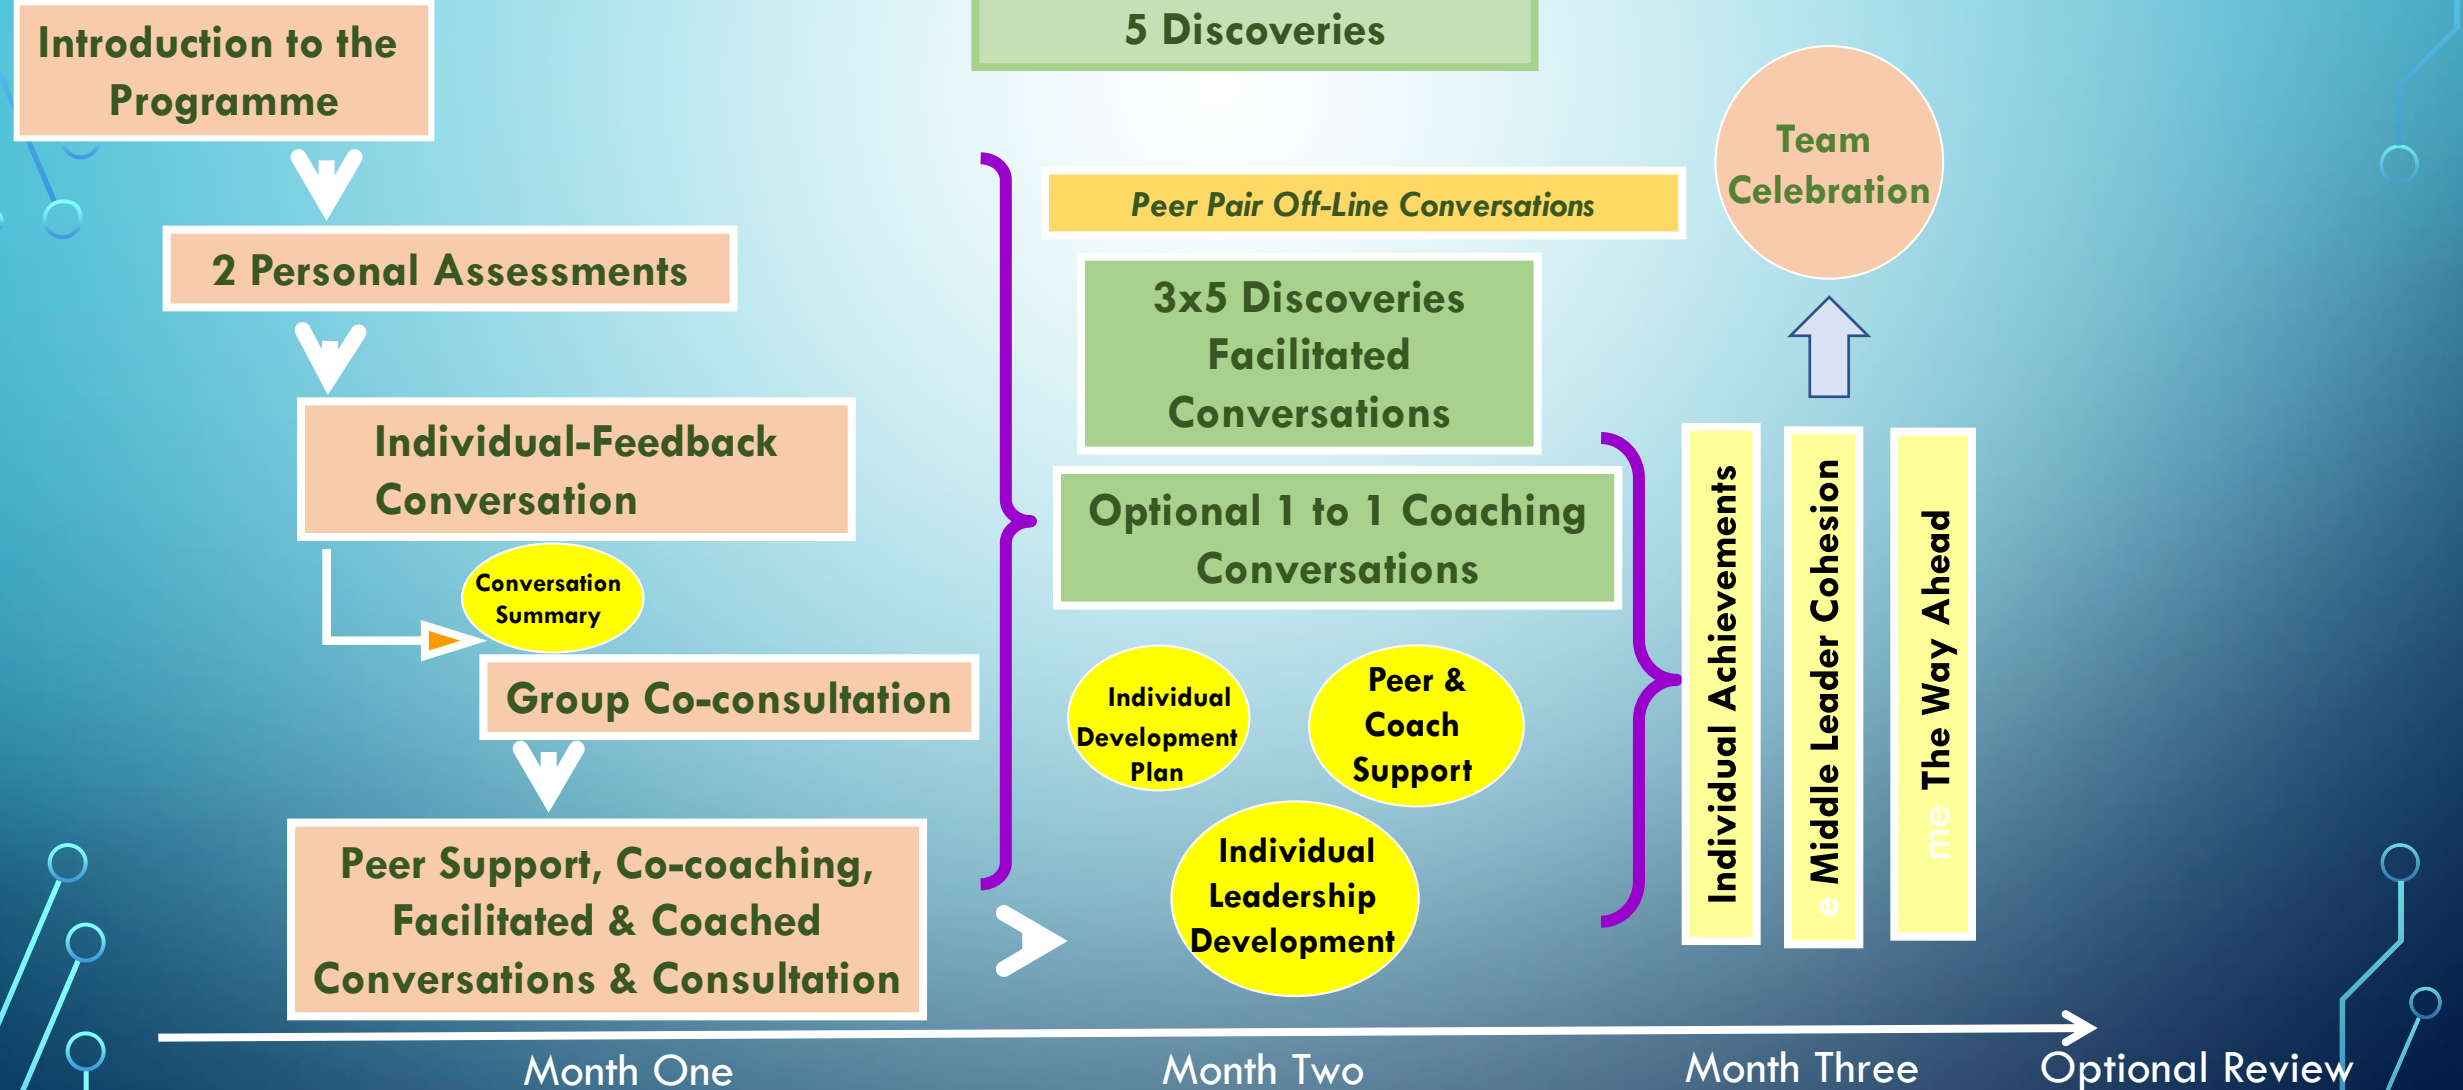 Introduction to the
Programme
2 Personal Assessments
Individual-Feedback
Conversation
Conversation
Summary
Group Co-consultation
Peer Support, Co-coaching,
Facilitated & Coached
Conversations & Consultation
5 Discoveries
Peer Pair Off-Line Conversations
3x5 Discoveries
Facilitated
Conversations
Optional 1 to 1 Coaching
Conversations
Individual
Development
Plan
Peer &
Coach
Support
Individual
Leadership
Development
Team
Celebration
Individual Achievements
e Middle Leader Cohesion
me The Way Ahead
Month One
Month Two
Month Three
Optional Review